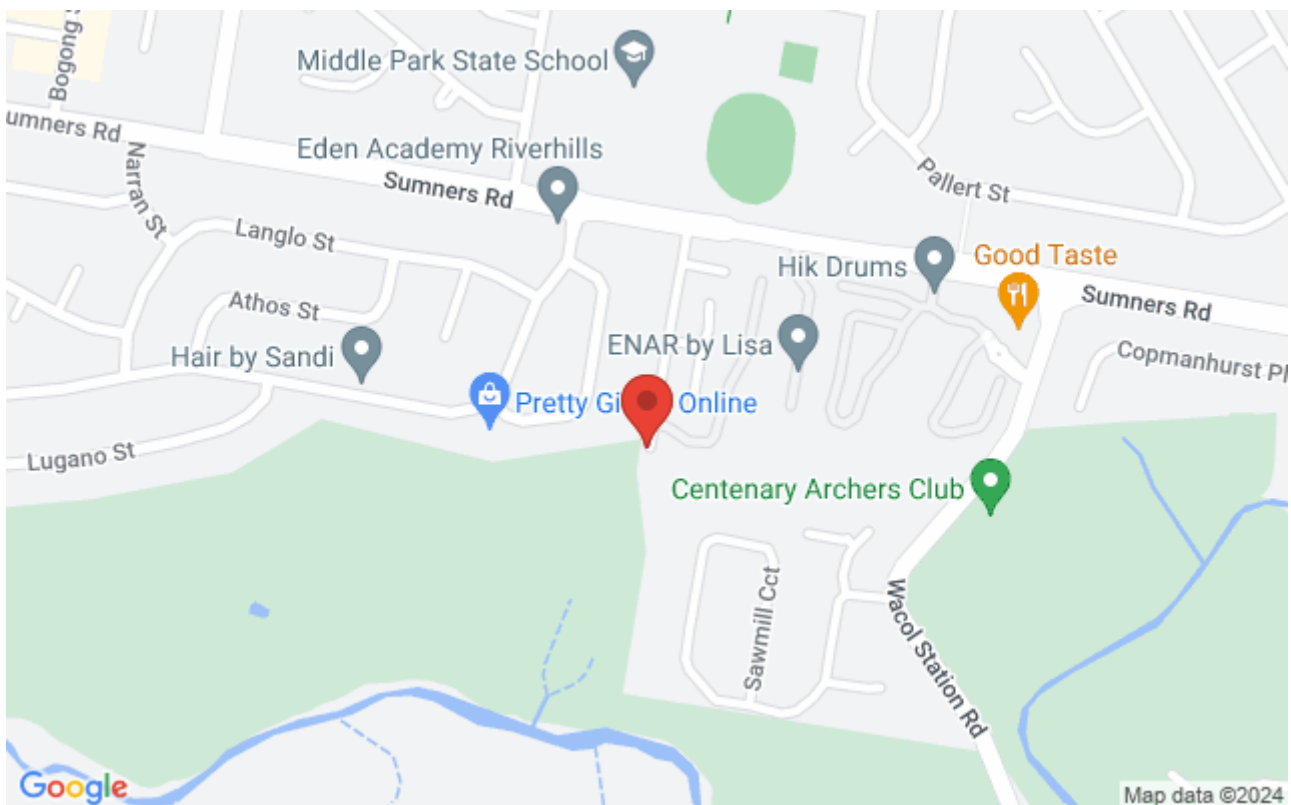 Middle Park State School
Bogong S
umners Rd
Eden Academy Riverhills
Narran St
Sumners Rd
Pallert St
Langlo St
Hik Drums
Good Taste
Athos St
Sumners Rd
Hair by Sandi
ENAR by Lisa
Copmanhurst Pl
Pretty Gi Online
Lugano St
Centenary Archers Club
Sawmill Cct
Wacol Station Rd
Google
Map data ©2024